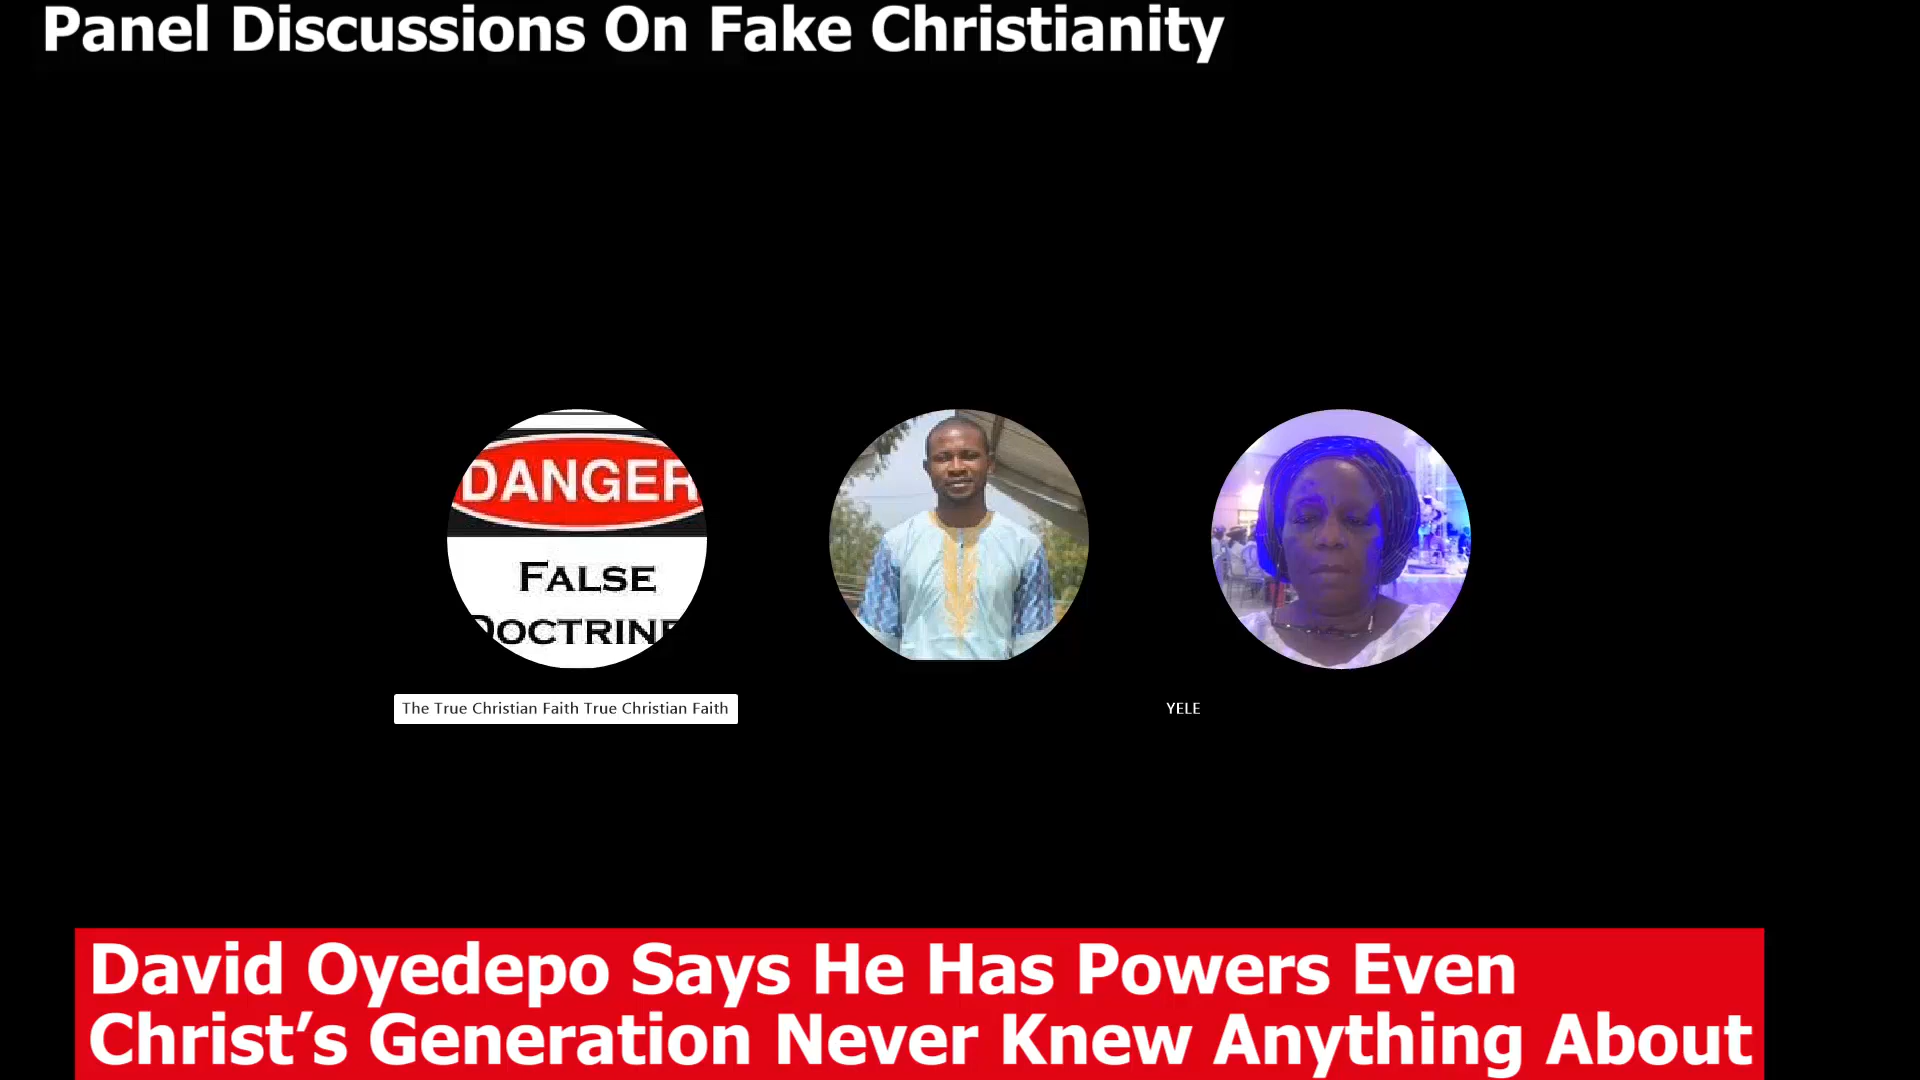 Panel Discussions On Fake Christianity
DANGER
FALSE
DOCTRINE
The True Christian Faith True Christian Faith
YELE
David Oyedepo Says He Has Powers Even
Christ’s Generation Never Knew Anything About